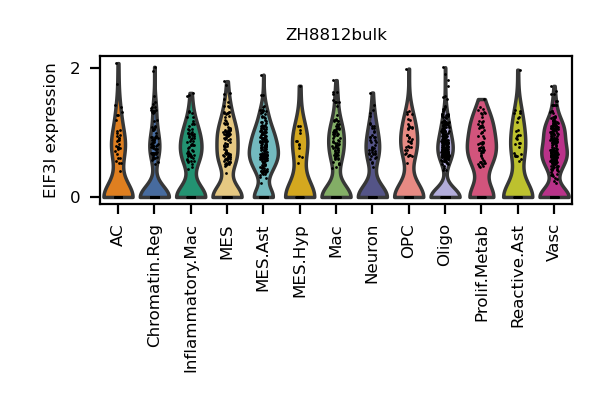 ZH8812bulk
EIF3I expression
2
0
AC
Chromatin.Reg
Inflammatory.Mac
MES
MES.Ast
MES.Hyp
Mac
Neuron
OPC
Oligo
Prolif.Metab
Reactive.Ast
Vasc